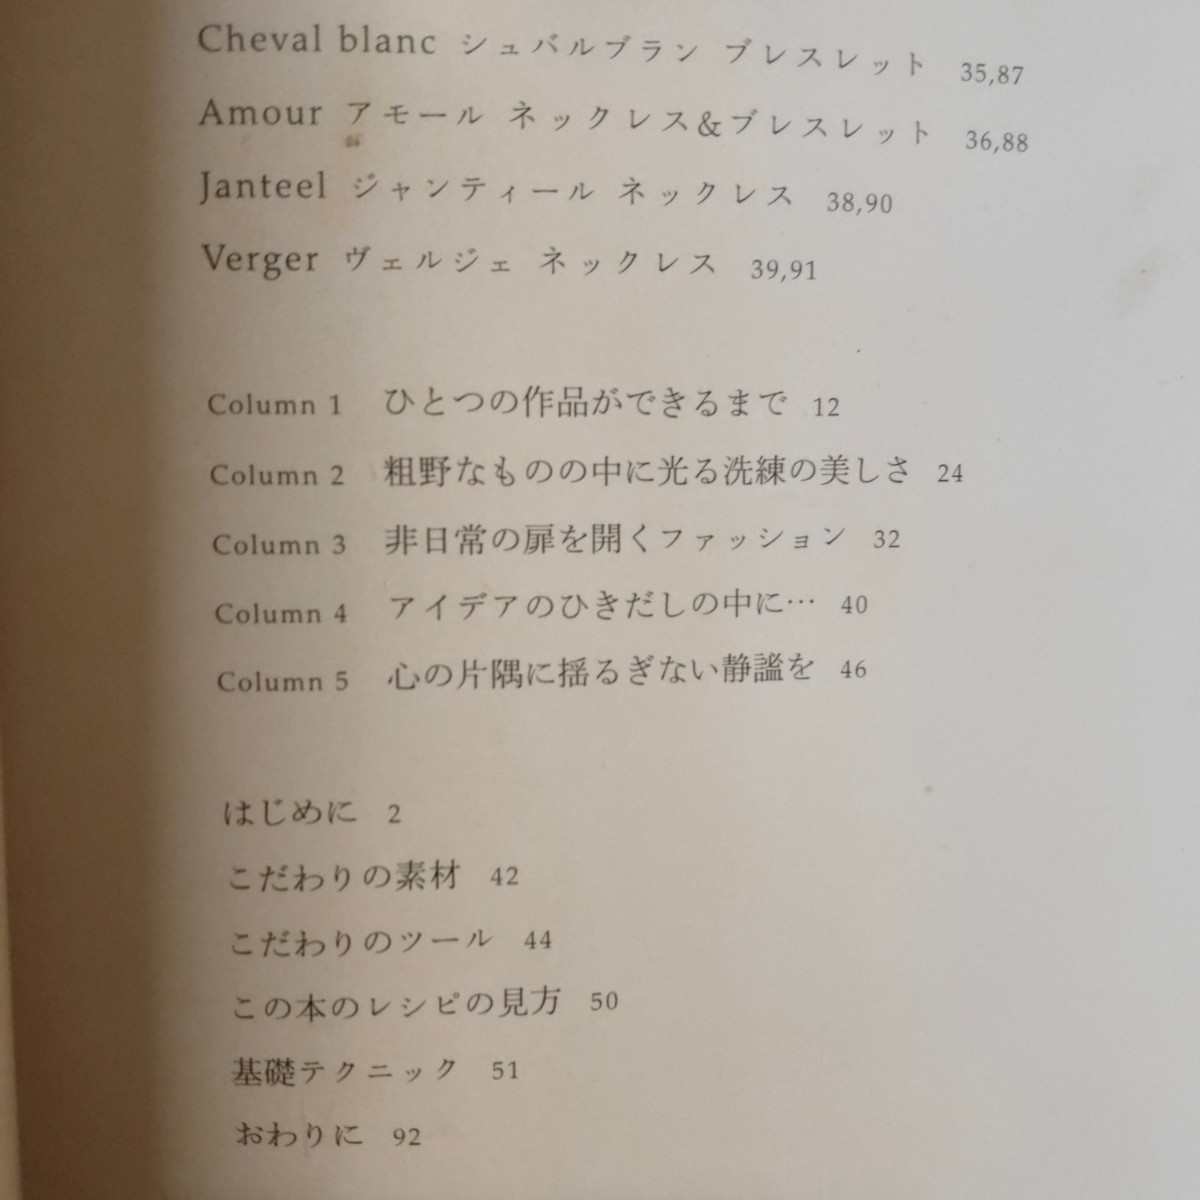 Cheval blanc シュバルブラン ブレスレット 35,87
Amour アモール ネックレス&ブレスレット 36,88
Janteel ジャンティール ネックレス 38,90
Verger ヴェルジェ ネックレス 39,91
Column 1 ひとつの作品ができるまで 12
Column 2 粗野なものの中に光る洗練の美しさ 24
Column 3 非日常の扉を開くファッション 32
Column 4 アイデアのひきだしの中に… 40
Column 5 心の片隅に揺るぎない静謐を 46
はじめに 2
こだわりの素材 42
こだわりのツール 44
この本のレシピの見方 50
基礎テクニック 51
おわりに 92